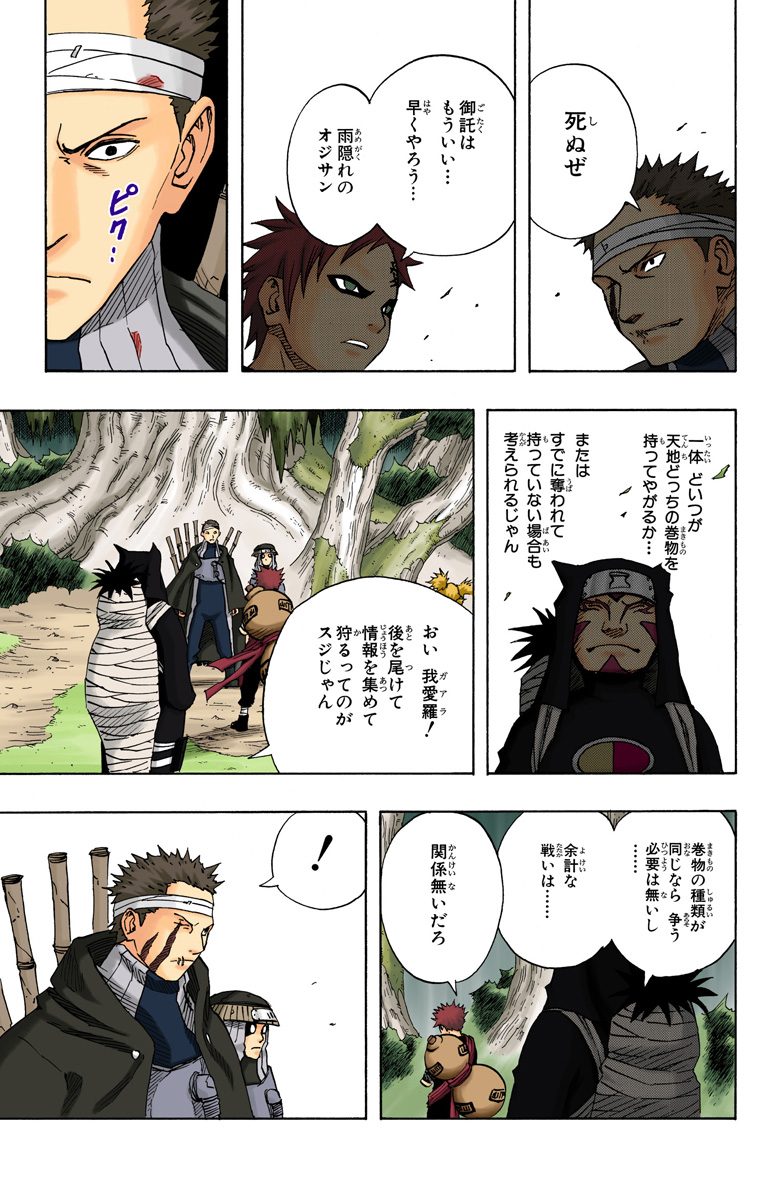 死ぬぜ
御託は
もういい…
早くやろう…
雨隠れの
オジサン
ピク…
一体 どいつが
天地どっちの巻物を
持ってやがるか…
または
すでに奪われて
持っていない場合も
考えられるじゃん
おい 我愛羅！
後を尾けて
情報を集めて
狩るってのが
スジじゃん
巻物の種類が
同じなら 争う
必要は無いし
……
余計な
戦いは……
関係無いだろ
！